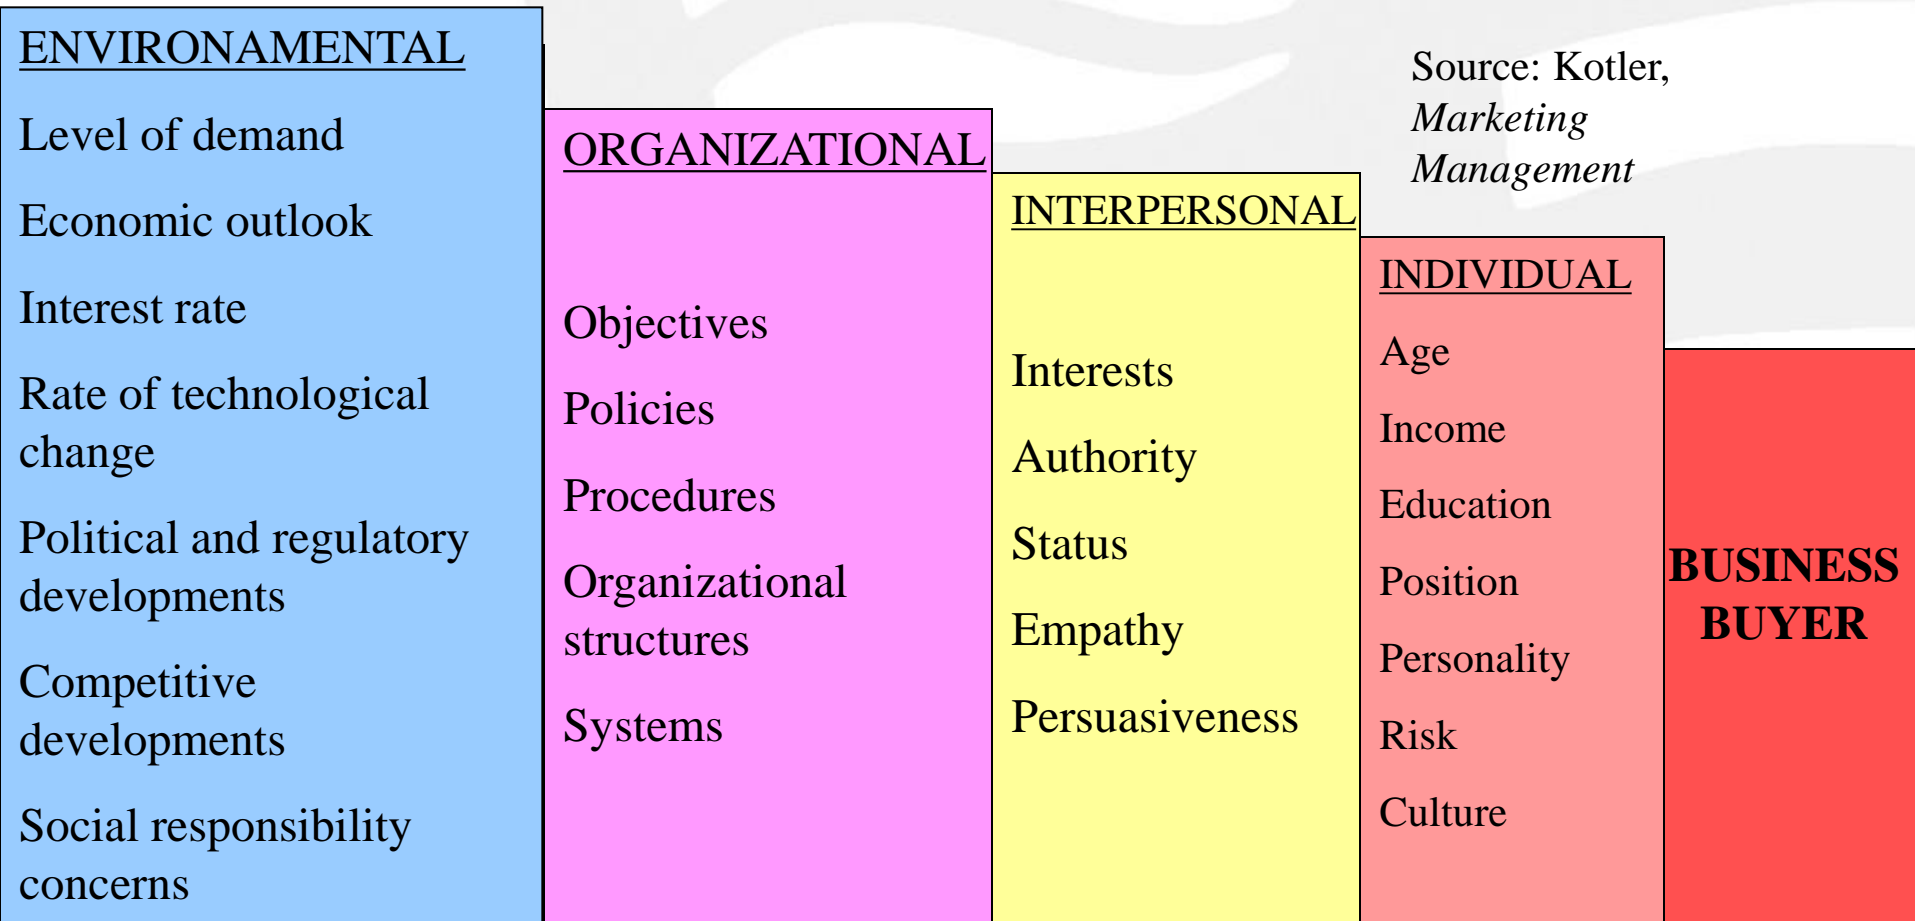 ENVIRONAMENTAL
Level of demand
Economic outlook
Interest rate
Rate of technological
change
Political and regulatory
developments
Competitive
developments
Social responsibility
concerns
ORGANIZATIONAL
Objectives
Policies
Procedures
Organizational
structures
Systems
INTERPERSONAL
Interests
Authority
Status
Empathy
Persuasiveness
Source: Kotler,
Marketing
Management
INDIVIDUAL
Age
Income
Education
Position
Personality
Risk
Culture
BUSINESS
BUYER